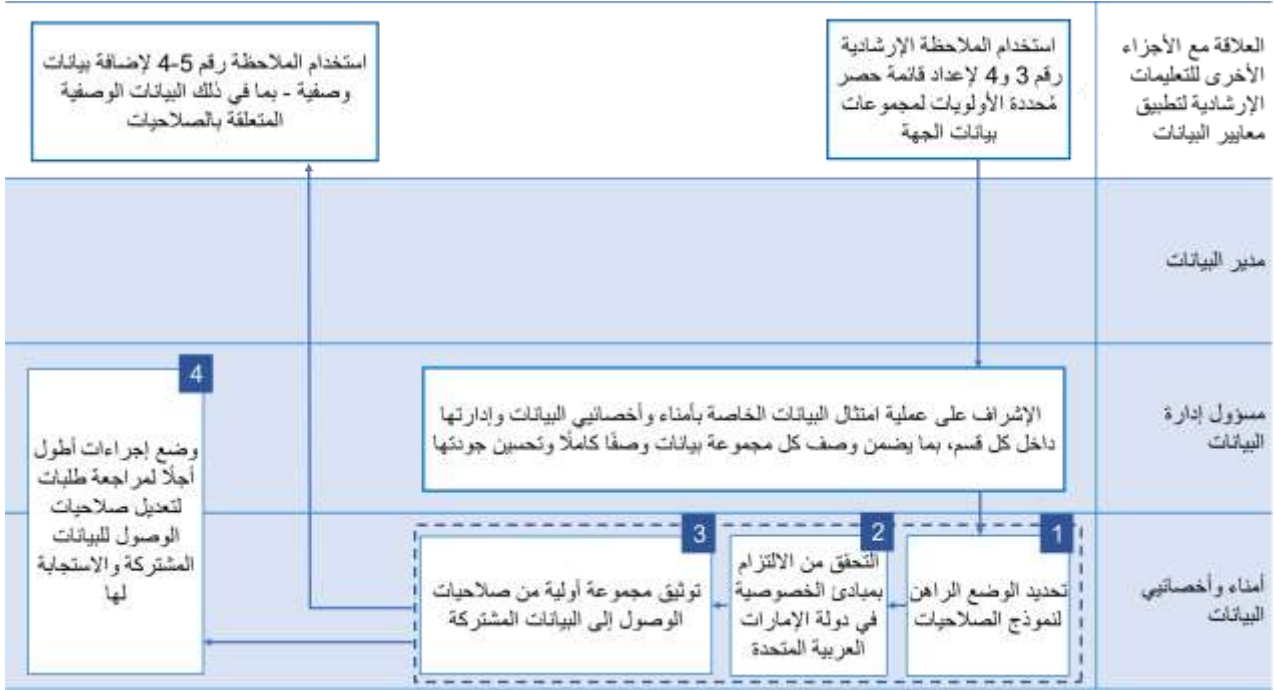 العلاقة مع الأجزاء
الأخرى للتعليمات
الإرشادية لتطبيق
معايير البيانات
استخدام الملاحظة الإرشادية
رقم 3 و4 لإعداد قائمة حصر
مُحددة الأولويات لمجموعات
بيانات الجهة
استخدام الملاحظة رقم 5-4 لإضافة بيانات
وصفية - بما في ذلك البيانات الوصفية
المتعلقة بالصلاحيات
مدير البيانات
مسؤول إدارة
البيانات
الإشراف على عملية امتثال البيانات الخاصة بأمناء وأخصائيي البيانات وإدارتها
داخل كل قسم، بما يضمن وصف كل مجموعة بيانات وصفًا كاملًا وتحسين جودتها
4
وضع إجراءات أطول
أجلًا لمراجعة طلبات
لتعديل صلاحيات
الوصول للبيانات
المشتركة والاستجابة
لها
أمناء وأخصائيي
البيانات
1
تحديد الوضع الراهن
لنموذج الصلاحيات
2
التحقق من الالتزام
بمبادئ الخصوصية
في دولة الإمارات
العربية المتحدة
3
توثيق مجموعة أولية من صلاحيات
الوصول إلى البيانات المشتركة